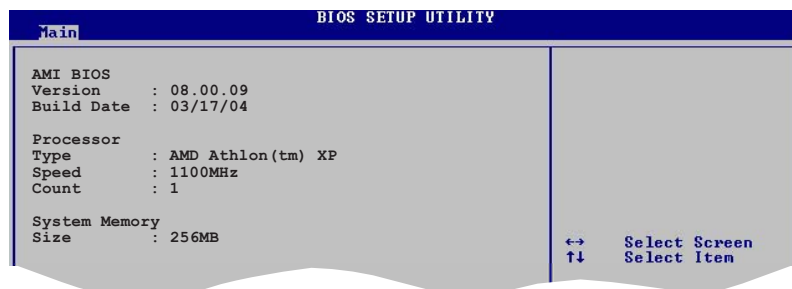 BIOS SETUP UTILITY
Main
AMI BIOS
Version : 08.00.09
Build Date : 03/17/04
Processor
Type : AMD Athlon(tm) XP
Speed : 1100MHz
Count : 1
System Memory
Size : 256MB
↔ Select Screen
↑↓ Select Item